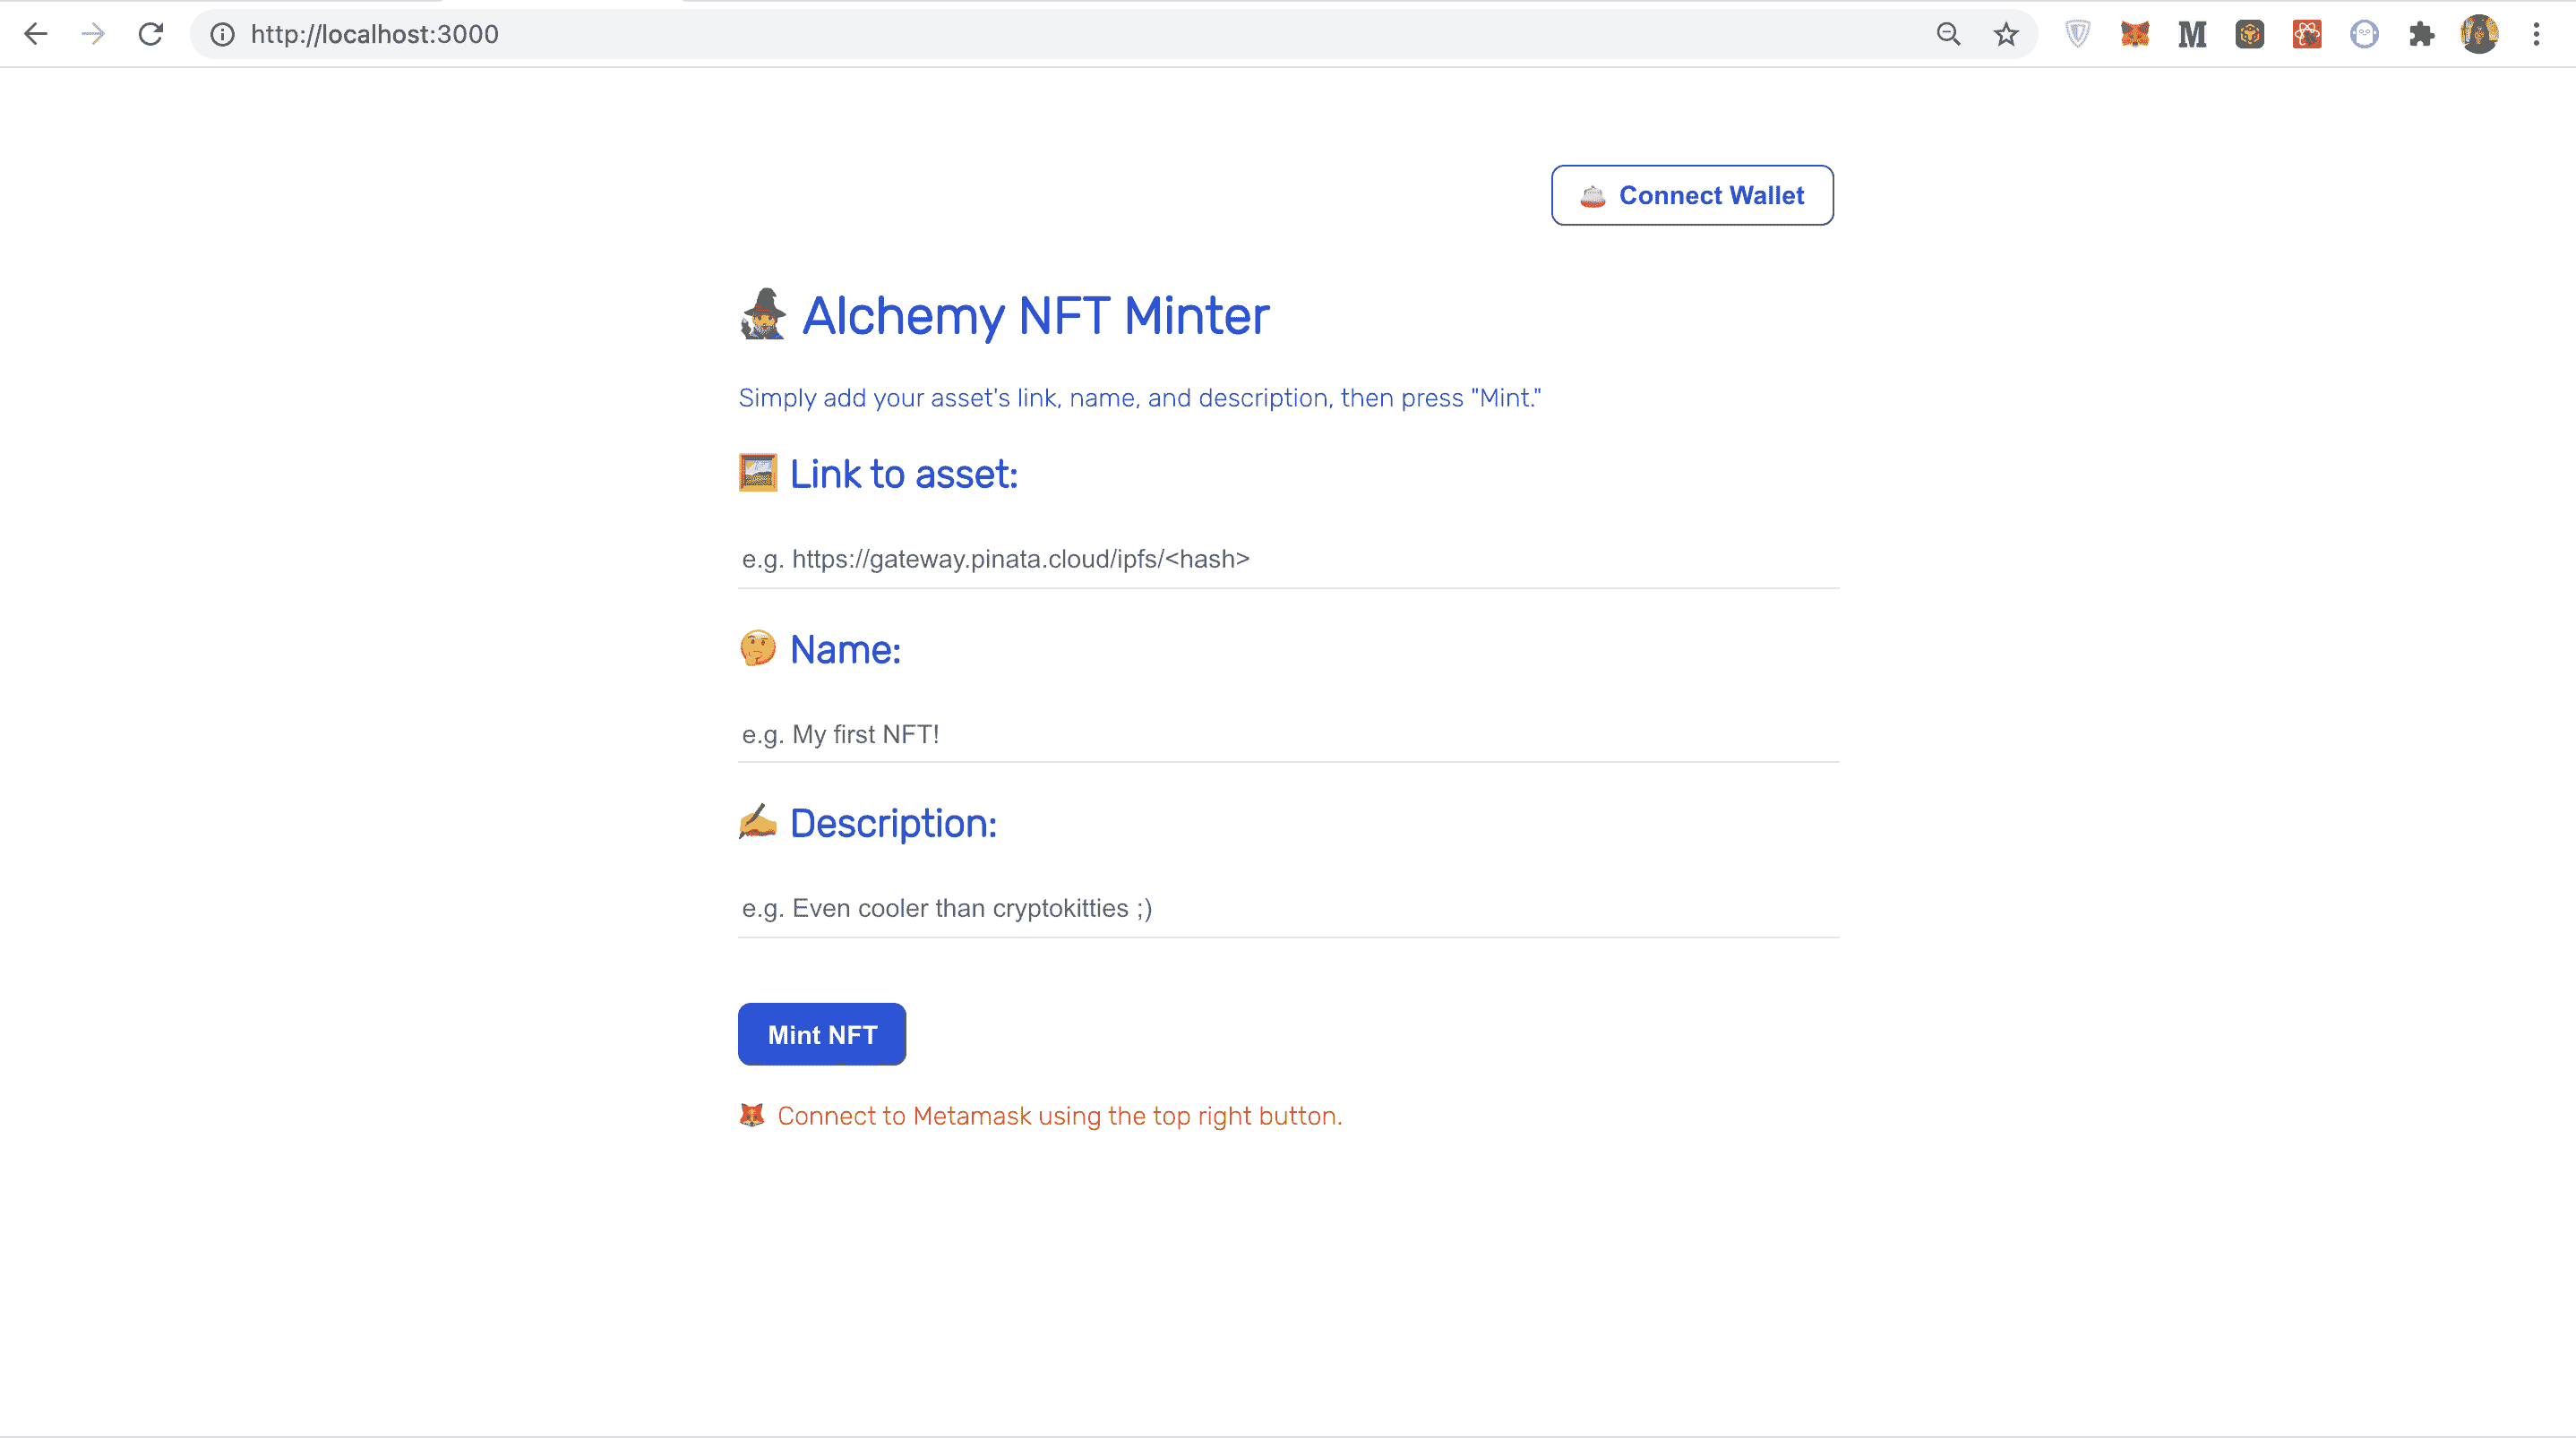 http://localhost:3000
M
Connect Wallet
Alchemy NFT Minter
Simply add your asset's link, name, and description, then press "Mint."
Link to asset:
e.g. https://gateway.pinata.cloud/ipfs/<hash>
Name:
e.g. My first NFT!
Description:
e.g. Even cooler than cryptokitties ;)
Mint NFT
Connect to Metamask using the top right button.